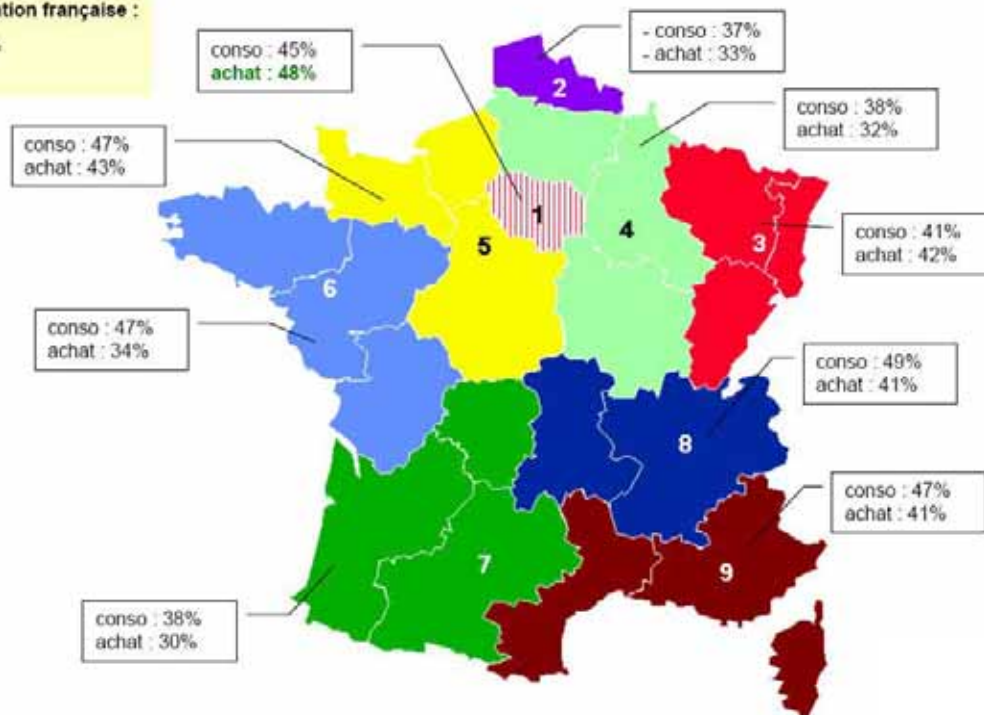 tion française :
conso : 45%
achat : 48%
- conso : 37%
- achat : 33%
conso : 38%
achat : 32%
conso : 47%
achat : 43%
conso : 41%
achat : 42%
conso : 47%
achat : 34%
conso : 49%
achat : 41%
conso : 47%
achat : 41%
conso : 38%
achat : 30%
1
2
3
4
5
6
7
8
9